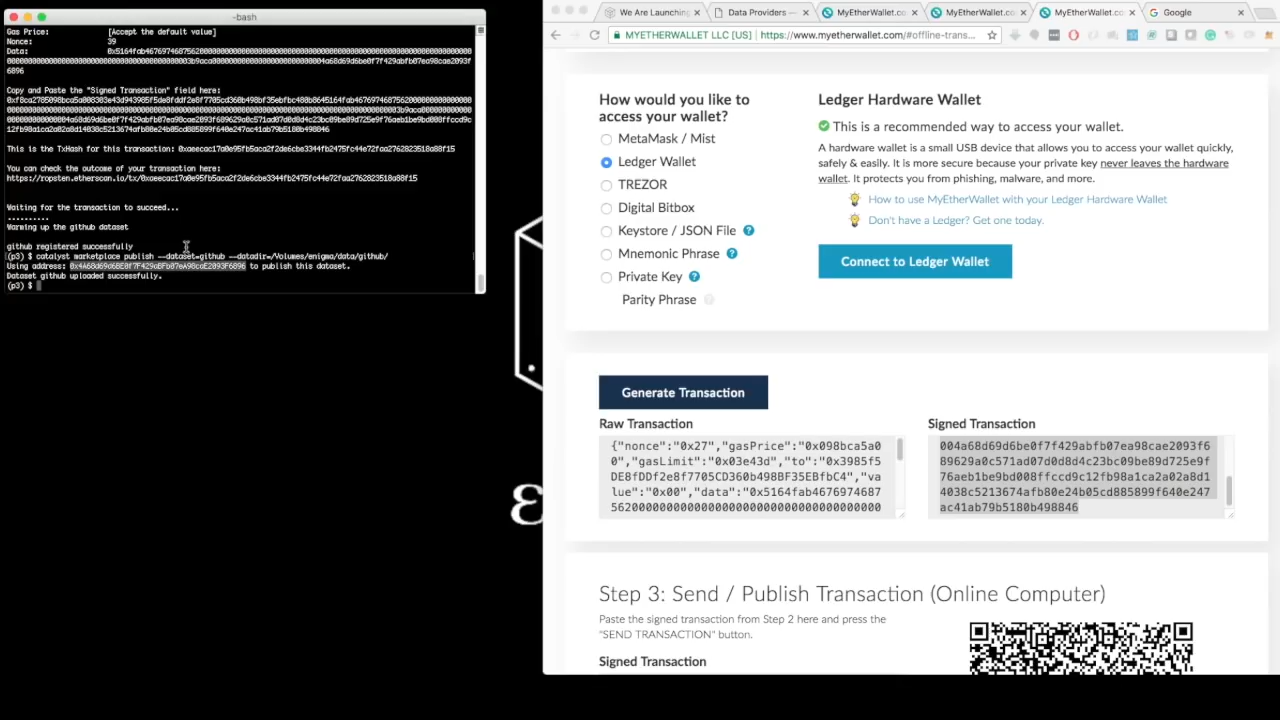 -bash
Gas Price: [Accept the default value]
Nonce: 39
6096
Copy and Paste the "Signed Transaction" field here:
You can check the outcome of your transaction here:
Waiting for the transaction to succeed...
..........
Warming up the github dataset
github registered successfully
(p3) $ catalyst marketplace publish --dataset=github --datadir=/Volumes/enigma/data/github/
to publish this dataset.
Dataset github uploaded successfully.
(p3) $
We Are Launching
Data Providers –
MyEtherWallet.co
MyEtherWallet.co
MyEtherWallet.co
Google
MYETHERWALLET LLC [US] https://www.myetherwallet.com/#offline-trans...
How would you like to
access your wallet?
MetaMask / Mist
Ledger Wallet
TREZOR
Digital Bitbox
Keystore / JSON File
Mnemonic Phrase
Private Key
Parity Phrase
Ledger Hardware Wallet
This is a recommended way to access your wallet.
A hardware wallet is a small USB device that allows you to access your wallet quickly,
safely & easily. It is more secure because your private key never leaves the hardware
wallet. It protects you from phishing, malware, and more.
How to use MyEtherWallet with your Ledger Hardware Wallet
Don't have a Ledger? Get one today.
Connect to Ledger Wallet
Generate Transaction
Raw Transaction
{"nonce":"0x27","gasPrice":"0x098bca5a0
0","gasLimit":"0x03e43d","to":"0x3985f5
DE8fDDf2e8f7705CD360b498BF35EBfbC4","va
lue":"0x00","data":"0x5164fab4676974687
Signed Transaction
004a68d69d6be0f7f429abfb07ea98cae2093f6
89629a0c571ad07d0d8d4c23bc09be89d725e9f
76aeb1be9bd008ffccd9c12fb98a1ca2a02a8d1
4038c5213674afb80e24b05cd885899f640e247
ac41ab79b5180b498846
Step 3: Send / Publish Transaction (Online Computer)
Paste the signed transaction from Step 2 here and press the
"SEND TRANSACTION" button.
Signed Transaction